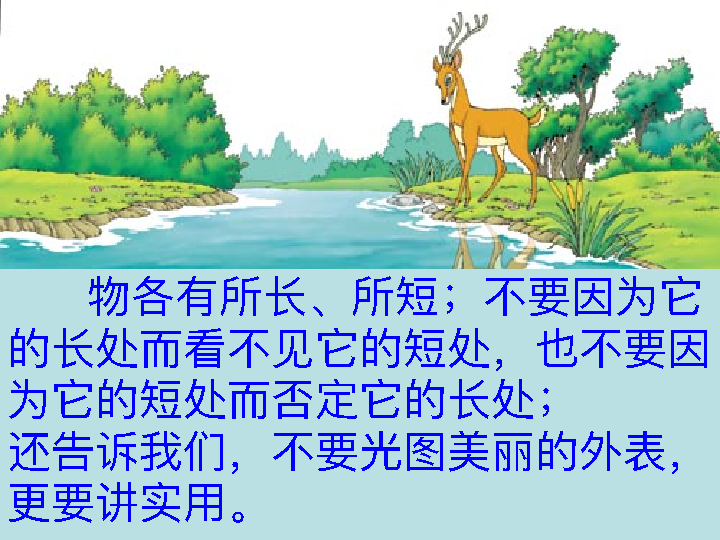 物各有所长、所短；不要因为它
的长处而看不见它的短处，也不要因
为它的短处而否定它的长处；
还告诉我们，不要光图美丽的外表，
更要讲实用。